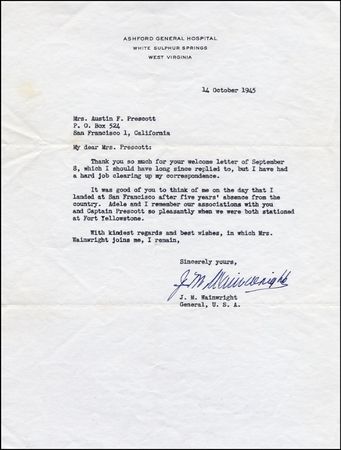 ASHFORD GENERAL HOSPITAL
WHITE SULPHUR SPRINGS
WEST VIRGINIA
14 October 1945
Mrs. Austin F. Prescott
P. O. Box 524
San Francisco 1, California
My dear Mrs. Prescott:
Thank you so much for your welcome letter of September
8, which I should have long since replied to, but I have had
a hard job clearing up my correspondence.
It was good of you to think of me on the day that I
landed at San Francisco after five years' absence from the
country. Adele and I remember our associations with you
and Captain Prescott so pleasantly when we were both stationed
at Fort Yellowstone.
With kindest regards and best wishes, in which Mrs.
Wainwright joins me, I remain,
Sincerely yours,
J M Wainwright
J. M. Wainwright
General, U. S. A.